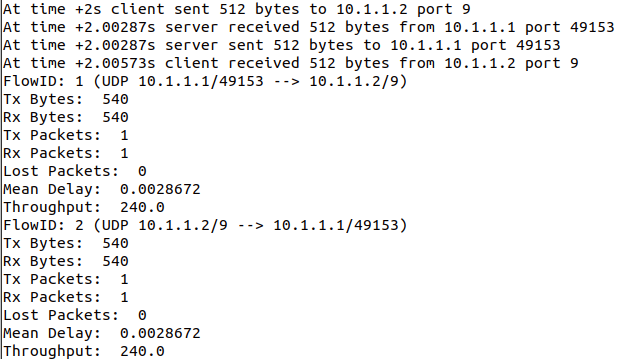 At time +2s client sent 512 bytes to 10.1.1.2 port 9
At time +2.00287s server received 512 bytes from 10.1.1.1 port 49153
At time +2.00287s server sent 512 bytes to 10.1.1.1 port 49153
At time +2.00573s client received 512 bytes from 10.1.1.2 port 9
FlowID: 1 (UDP 10.1.1.1/49153 --> 10.1.1.2/9)
Tx Bytes:  540
Rx Bytes:  540
Tx Packets:  1
Rx Packets:  1
Lost Packets:  0
Mean Delay:  0.0028672
Throughput:  240.0
FlowID: 2 (UDP 10.1.1.2/9 --> 10.1.1.1/49153)
Tx Bytes:  540
Rx Bytes:  540
Tx Packets:  1
Rx Packets:  1
Lost Packets:  0
Mean Delay:  0.0028672
Throughput:  240.0